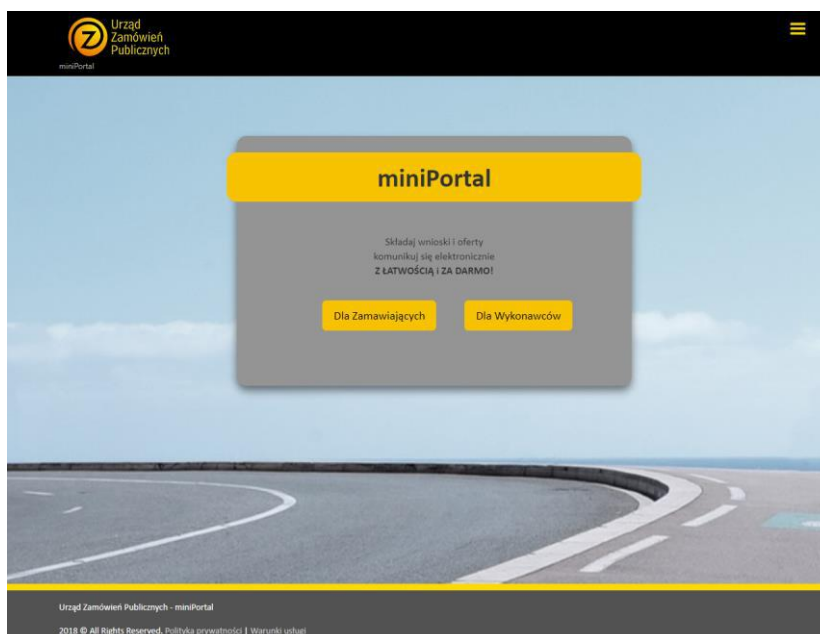 Urząd
Zamówień
Publicznych
miniPortal
miniPortal
Składaj wnioski i oferty
komunikuj się elektronicznie
Z ŁATWOŚCIĄ i ZA DARMO!
Dla Zamawiających
Dla Wykonawców
Urząd Zamówień Publicznych - miniPortal
2018 © All Rights Reserved. Polityka prywatności | Warunki usługi